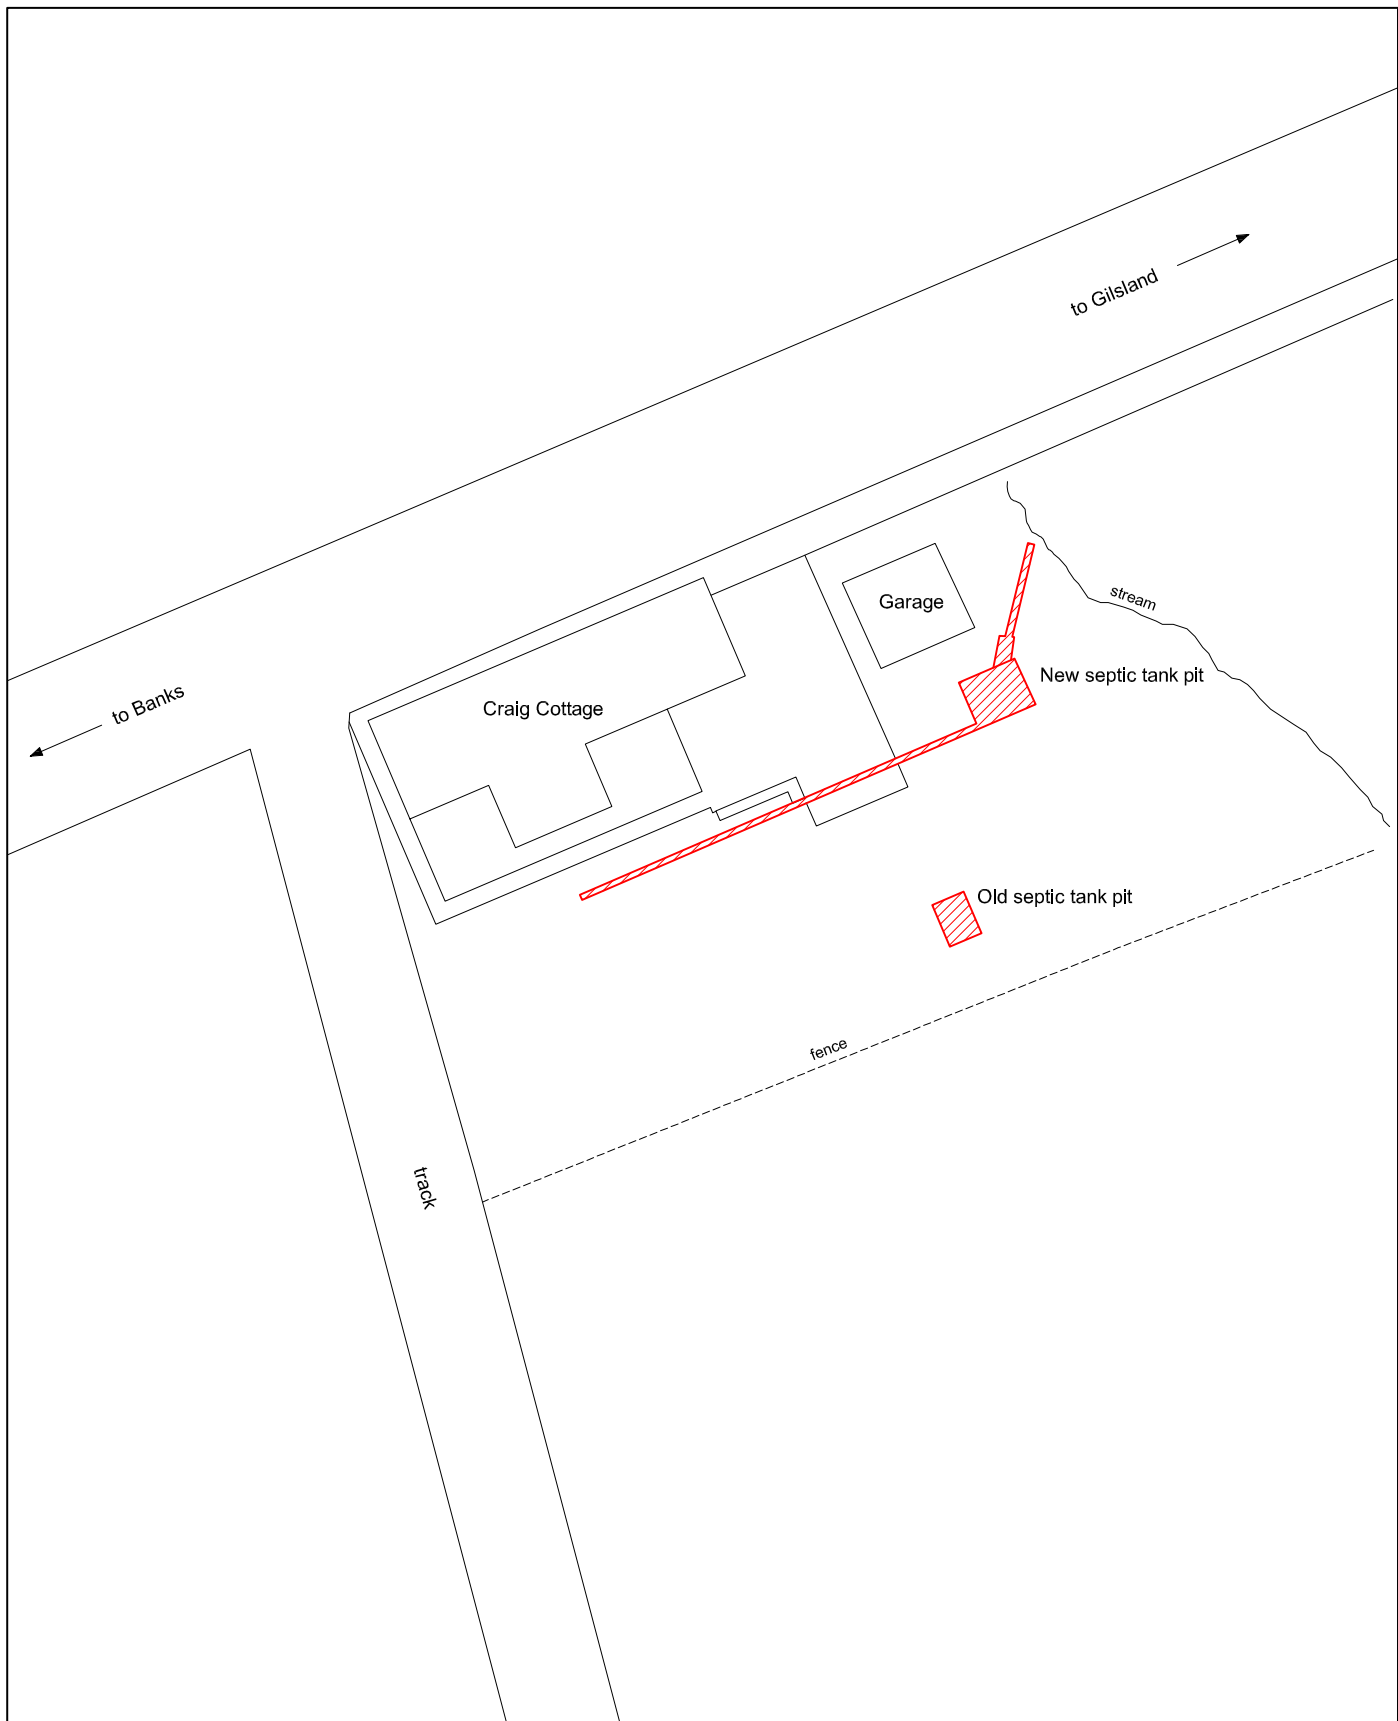 to Gilsland
stream
Garage
New septic tank pit
to Banks
Craig Cottage
Old septic tank pit
fence
track